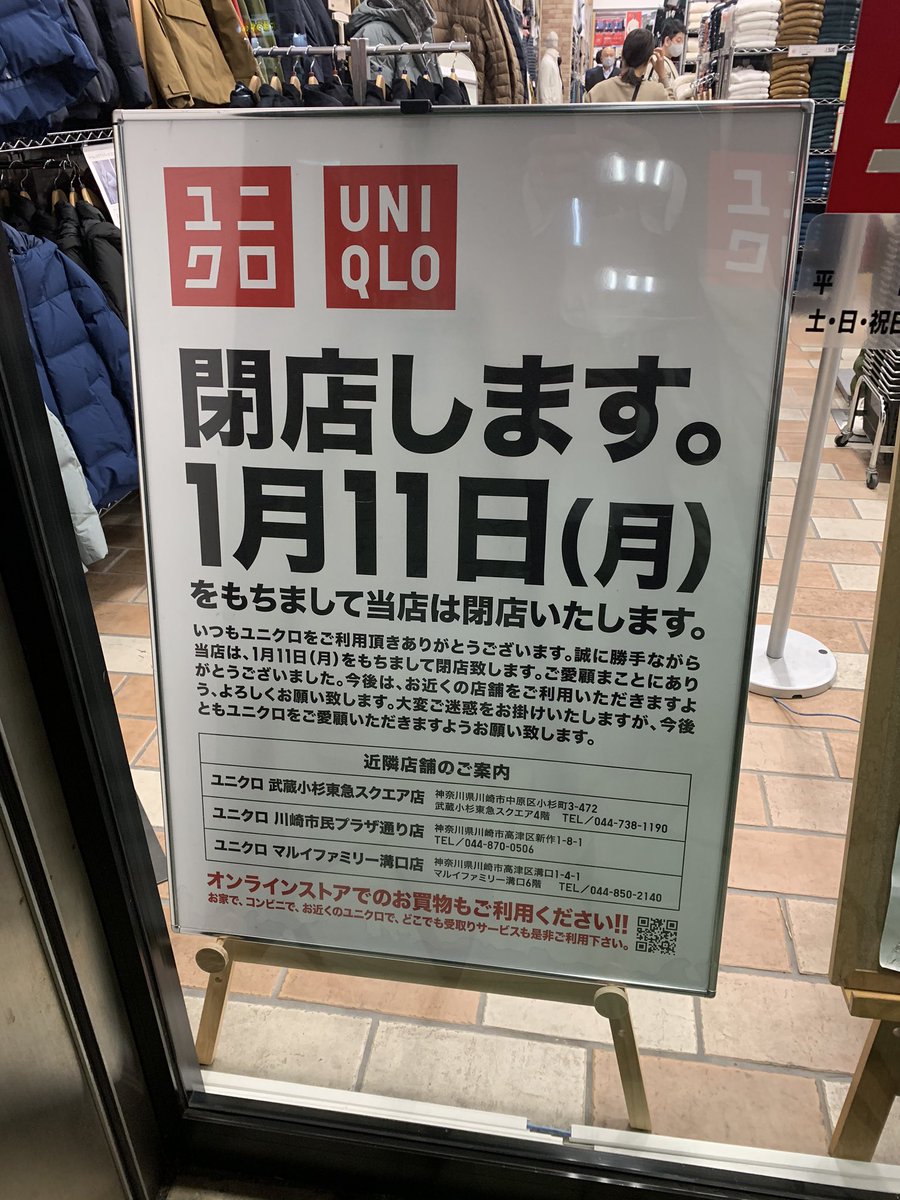 ユニ
クロ
UNI
QLO
閉店します。
1月11日(月)
をもちまして当店は閉店いたします。
いつもユニクロをご利用頂きありがとうございます。誠に勝手ながら
当店は、1月11日(月)をもちまして閉店致します。ご愛顧まことにあり
がとうございました。今後は、お近くの店舗をご利用いただきますよ
う、よろしくお願い致します。大変ご迷惑をお掛けいたしますが、今後
ともユニクロをご愛顧いただきますようお願い致します。
近隣店舗のご案内
ユニクロ 武蔵小杉東急スクエア店
神奈川県川崎市中原区小杉町3-472
武蔵小杉東急スクエア4階 TEL/044-738-1190
ユニクロ 川崎市民プラザ通り店
神奈川県川崎市高津区新作1-8-1
TEL/044-870-0506
ユニクロ マルイファミリー溝口店
神奈川県川崎市高津区溝口1-4-1
マルイファミリー溝口6階 TEL/044-850-2140
オンラインストアでのお買物もご利用ください!!
お家で、コンビニで、お近くのユニクロで、どこでも受取りサービスも是非ご利用下さい。
平
土・日・祝日